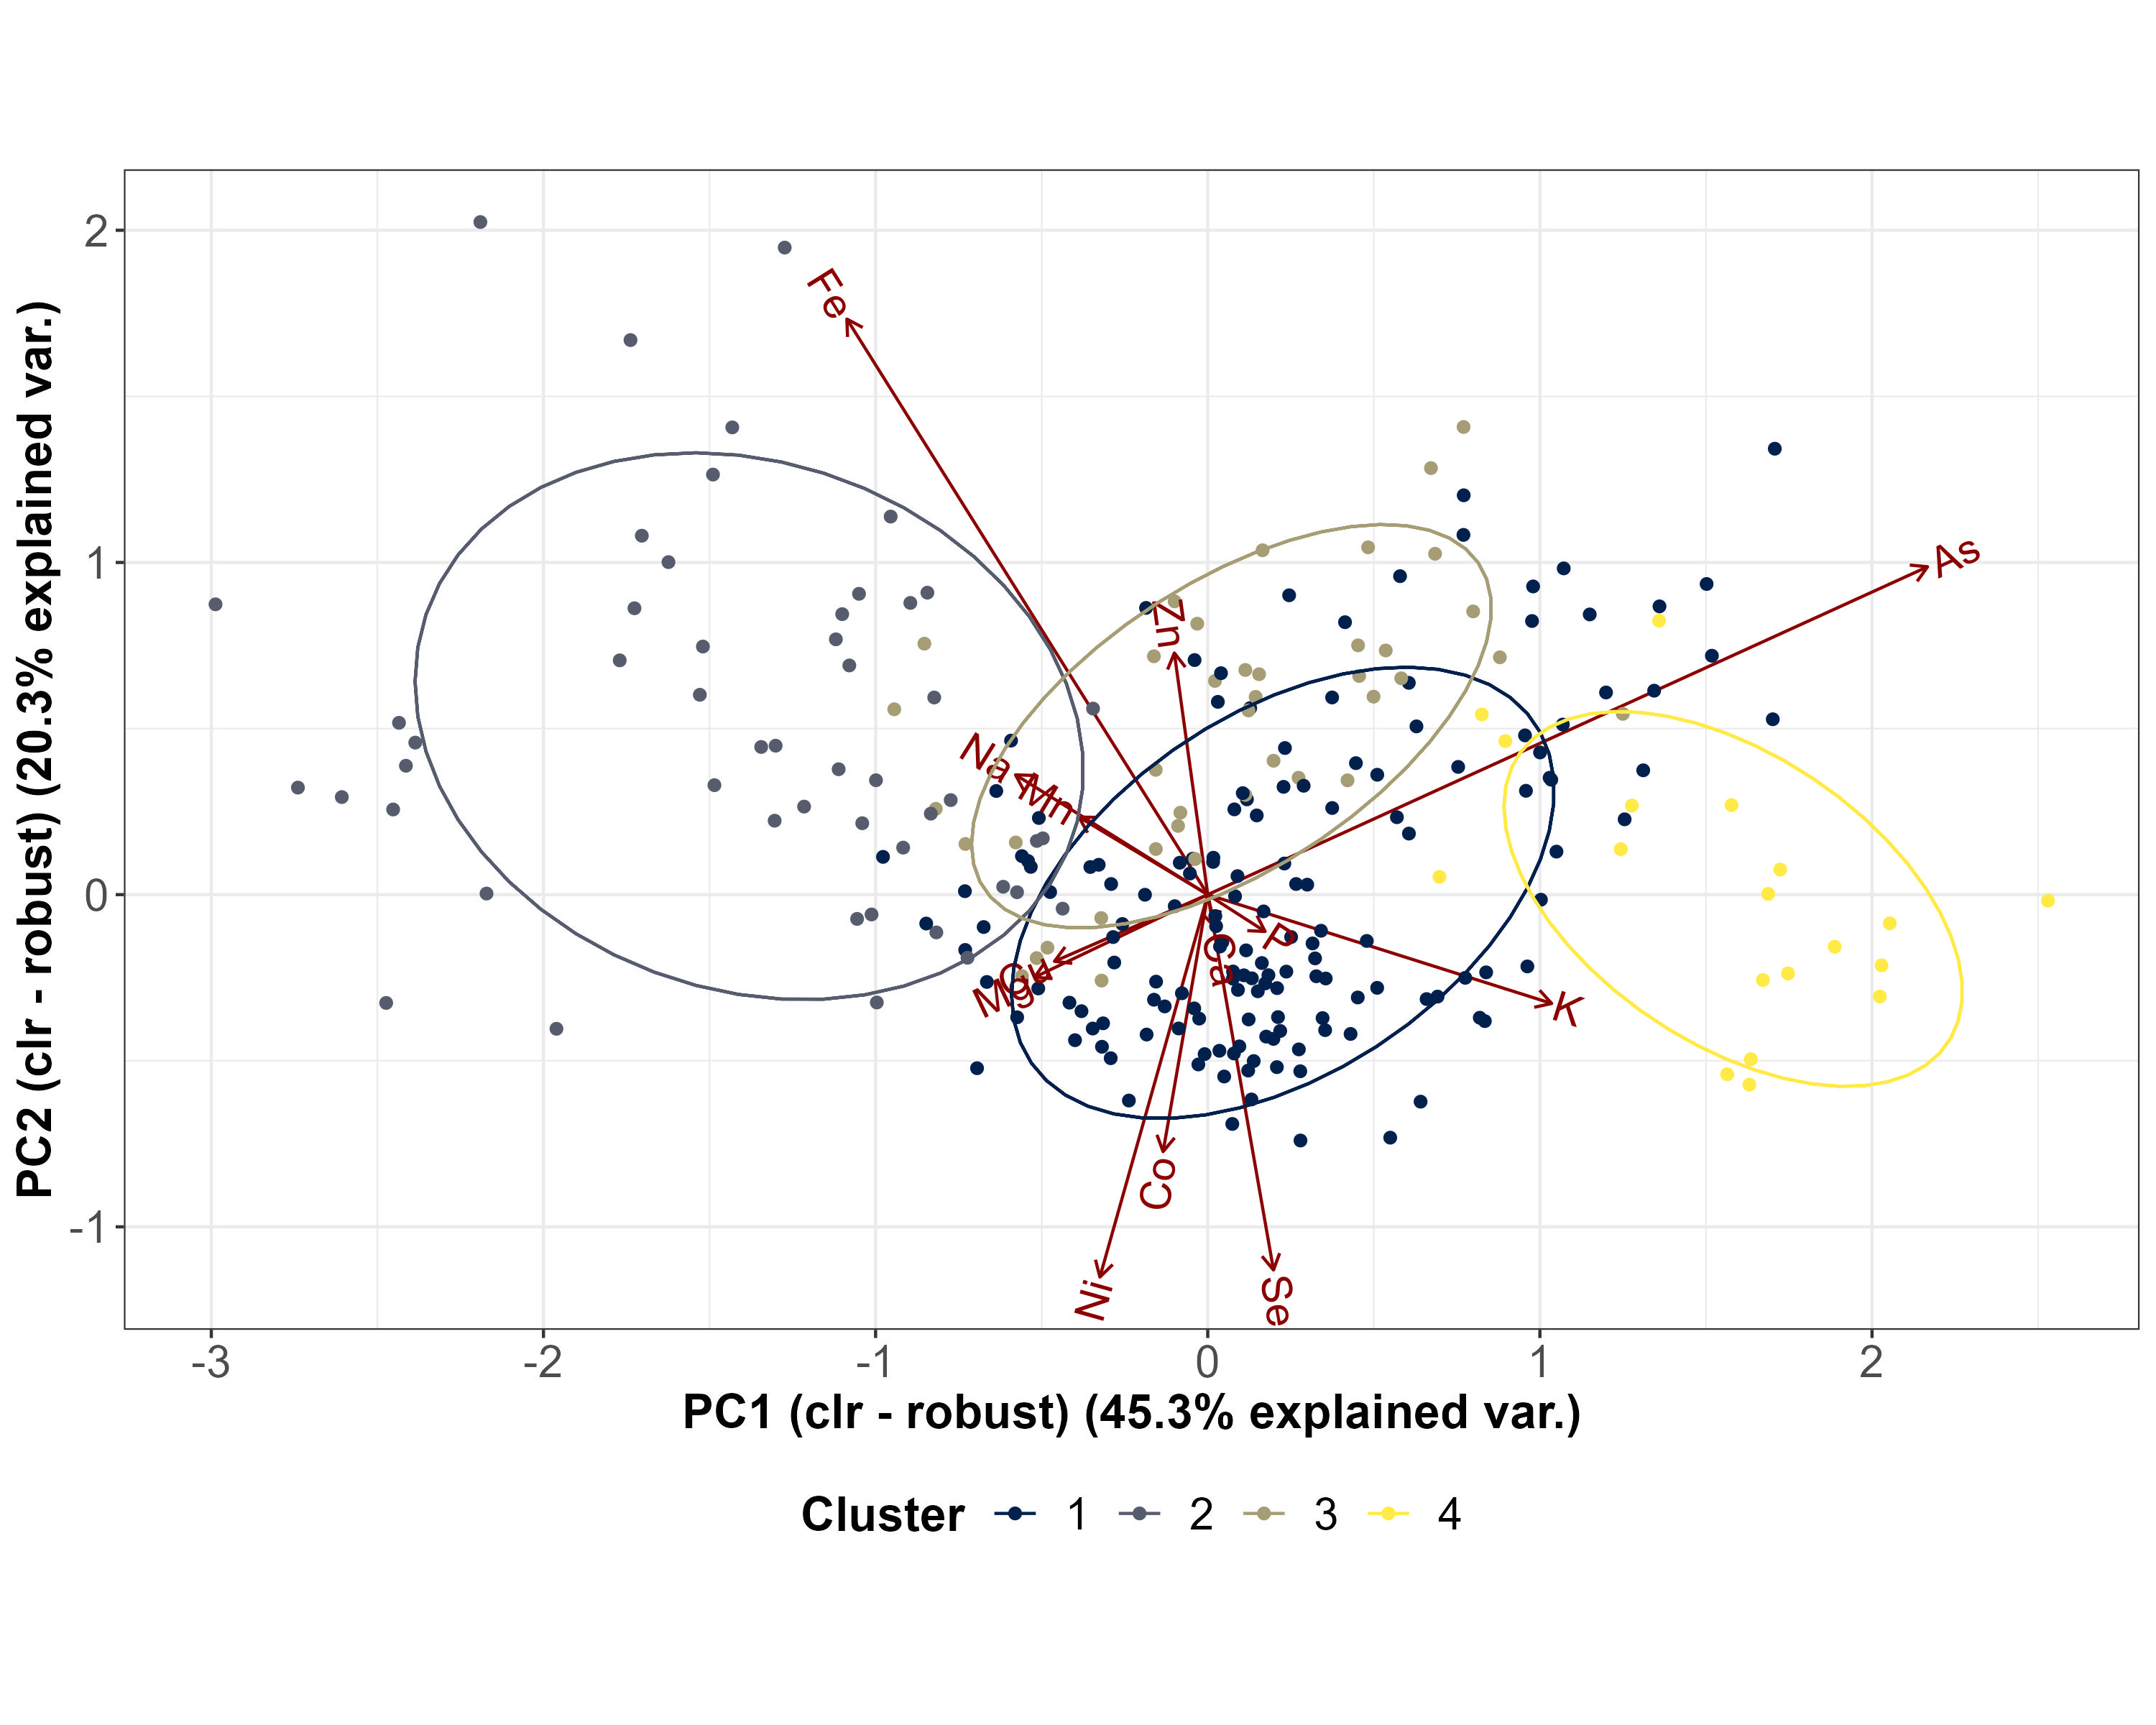 PC2 (clr - robust) (20.3% explained var.)
2
1
0
-1
Fe
As
Zn
Na
Mn
P
Ca
K
Co
Ni
Se
-3
-2
-1
0
1
2
PC1 (clr - robust) (45.3% explained var.)
Cluster 1 2 3 4